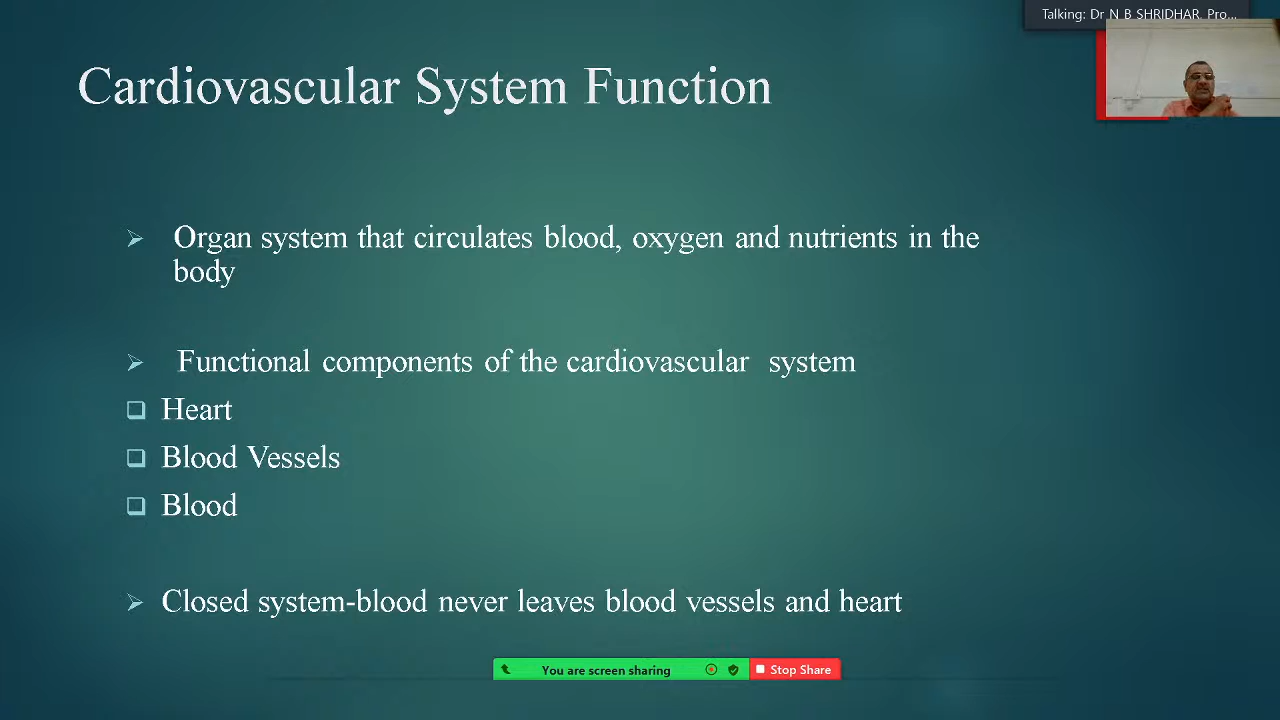 Talking: Dr N B SHRIDHAR, Pro...
Cardiovascular System Function
Organ system that circulates blood, oxygen and nutrients in the
body
Functional components of the cardiovascular system
Heart
Blood Vessels
Blood
Closed system-blood never leaves blood vessels and heart
You are screen sharing
Stop Share